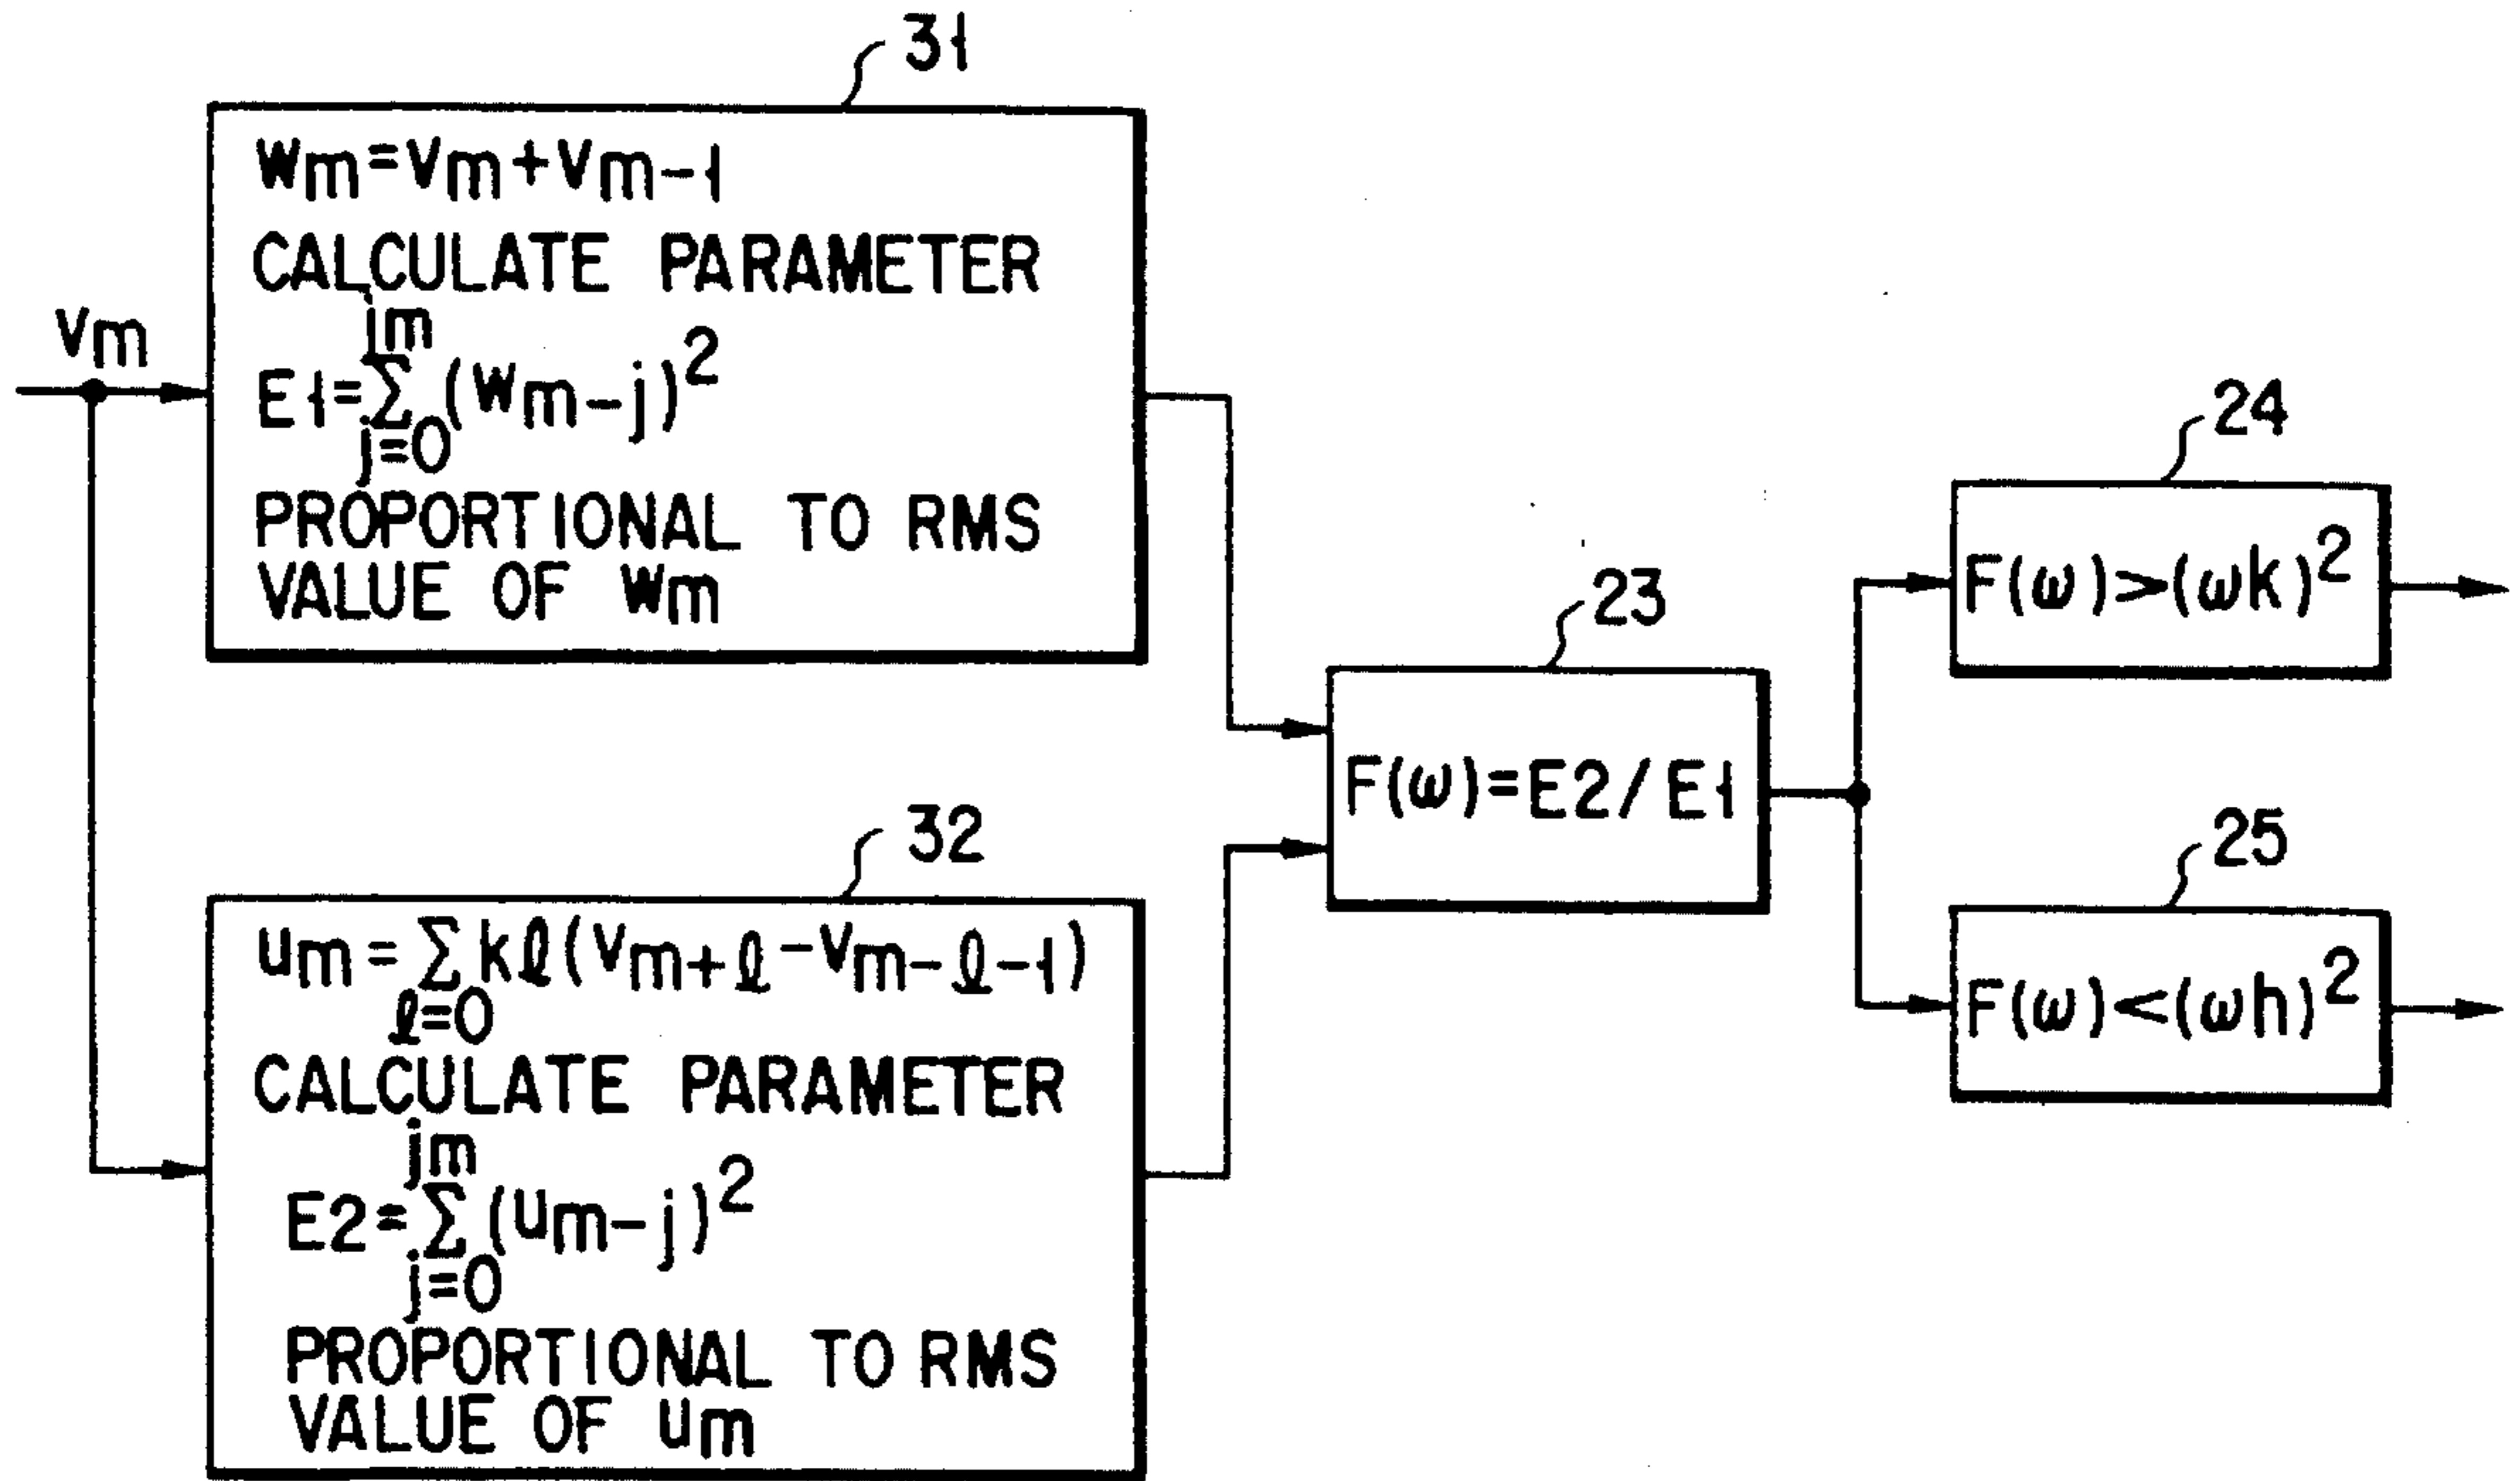 31
Wm=Vm+Vm-1
CALCULATE PARAMETER
jm
E1=Σ(Wm-j)²
j=0
PROPORTIONAL TO RMS
VALUE OF Wm
Vm
32
um=Σkℓ(Vm+ℓ-Vm-ℓ-1)
ℓ=0
CALCULATE PARAMETER
jm
E2=Σ(um-j)²
j=0
PROPORTIONAL TO RMS
VALUE OF um
23
F(ω)=E2/E1
24
F(ω)>(ωk)²
25
F(ω)<(ωh)²